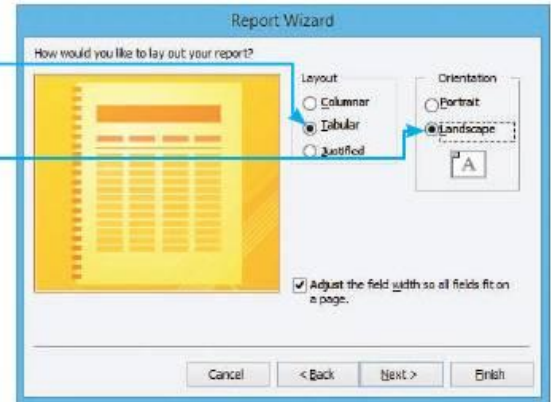 Report Wizard
How would you like to lay out your report?
Layout
Columnar
Tabular
Justified
Orientation
Portrait
Landscape
A
Adjust the field width so all fields fit on
a page.
Cancel
< Back
Next >
Finish